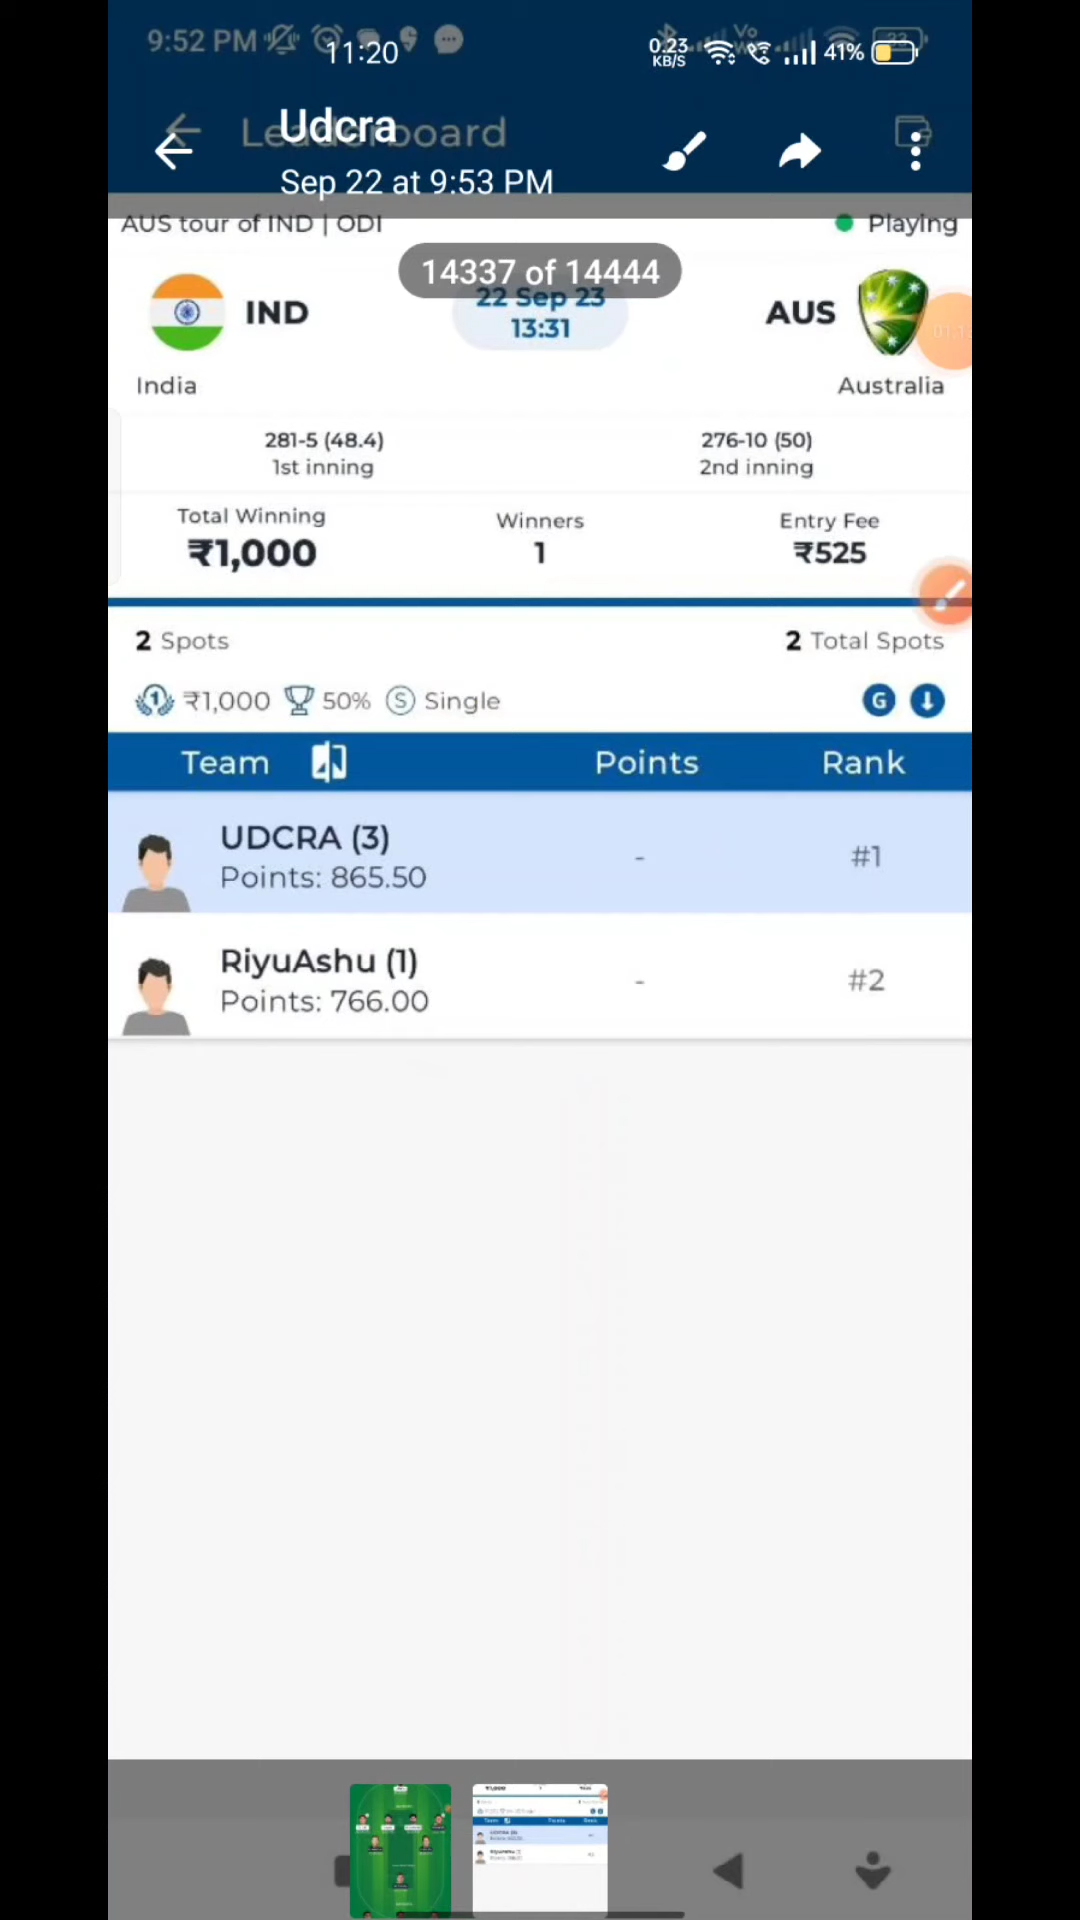 9:52 PM
11:20
0.23 KB/S
41%
Leaderboard
Udcra
Sep 22 at 9:53 PM
AUS tour of IND | ODI
Playing
14337 of 14444
22 Sep 23
13:31
IND
AUS
India
Australia
281-5 (48.4)
1st inning
276-10 (50)
2nd inning
Total Winning
₹1,000
Winners
1
Entry Fee
₹525
2 Spots
2 Total Spots
₹1,000
50%
S Single
G
Team
Points
Rank
UDCRA (3)
Points: 865.50
-
#1
RiyuAshu (1)
Points: 766.00
-
#2